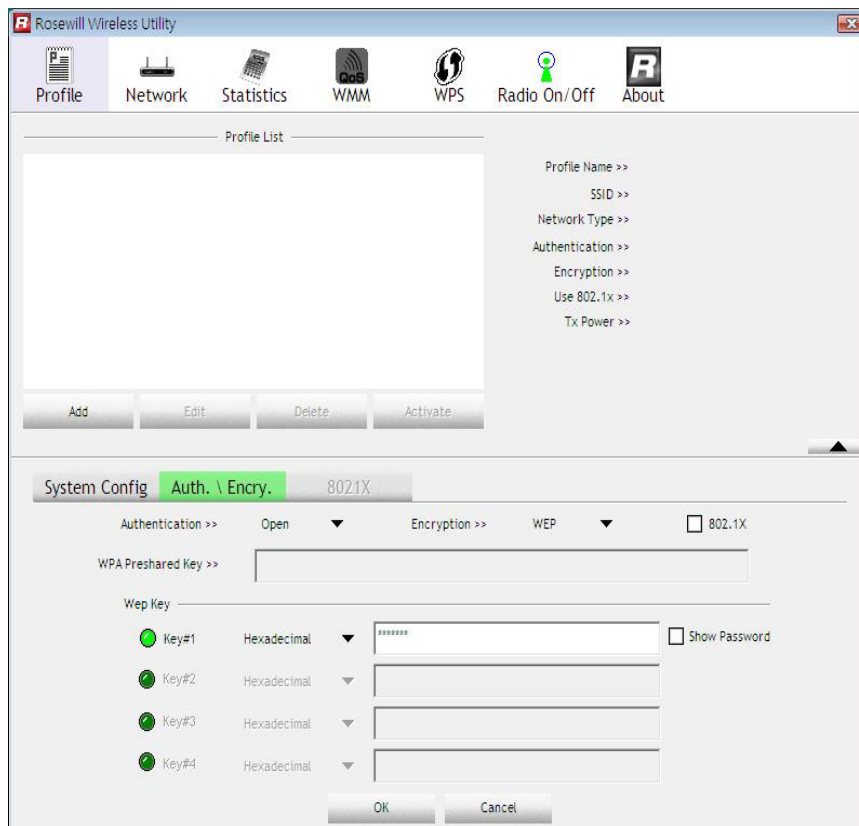 R Rosewill Wireless Utility
Profile Network Statistics QoS WMM WPS Radio On/Off R About
Profile List
Profile Name >>
SSID >>
Network Type >>
Authentication >>
Encryption >>
Use 802.1x >>
Tx Power >>
Add Edit Delete Activate
System Config Auth. \ Encry. 8021X
Authentication >> Open Encryption >> WEP 802.1X
WPA Preshared Key >>
Wep Key
Key#1 Hexadecimal ******* Show Password
Key#2 Hexadecimal
Key#3 Hexadecimal
Key#4 Hexadecimal
OK Cancel